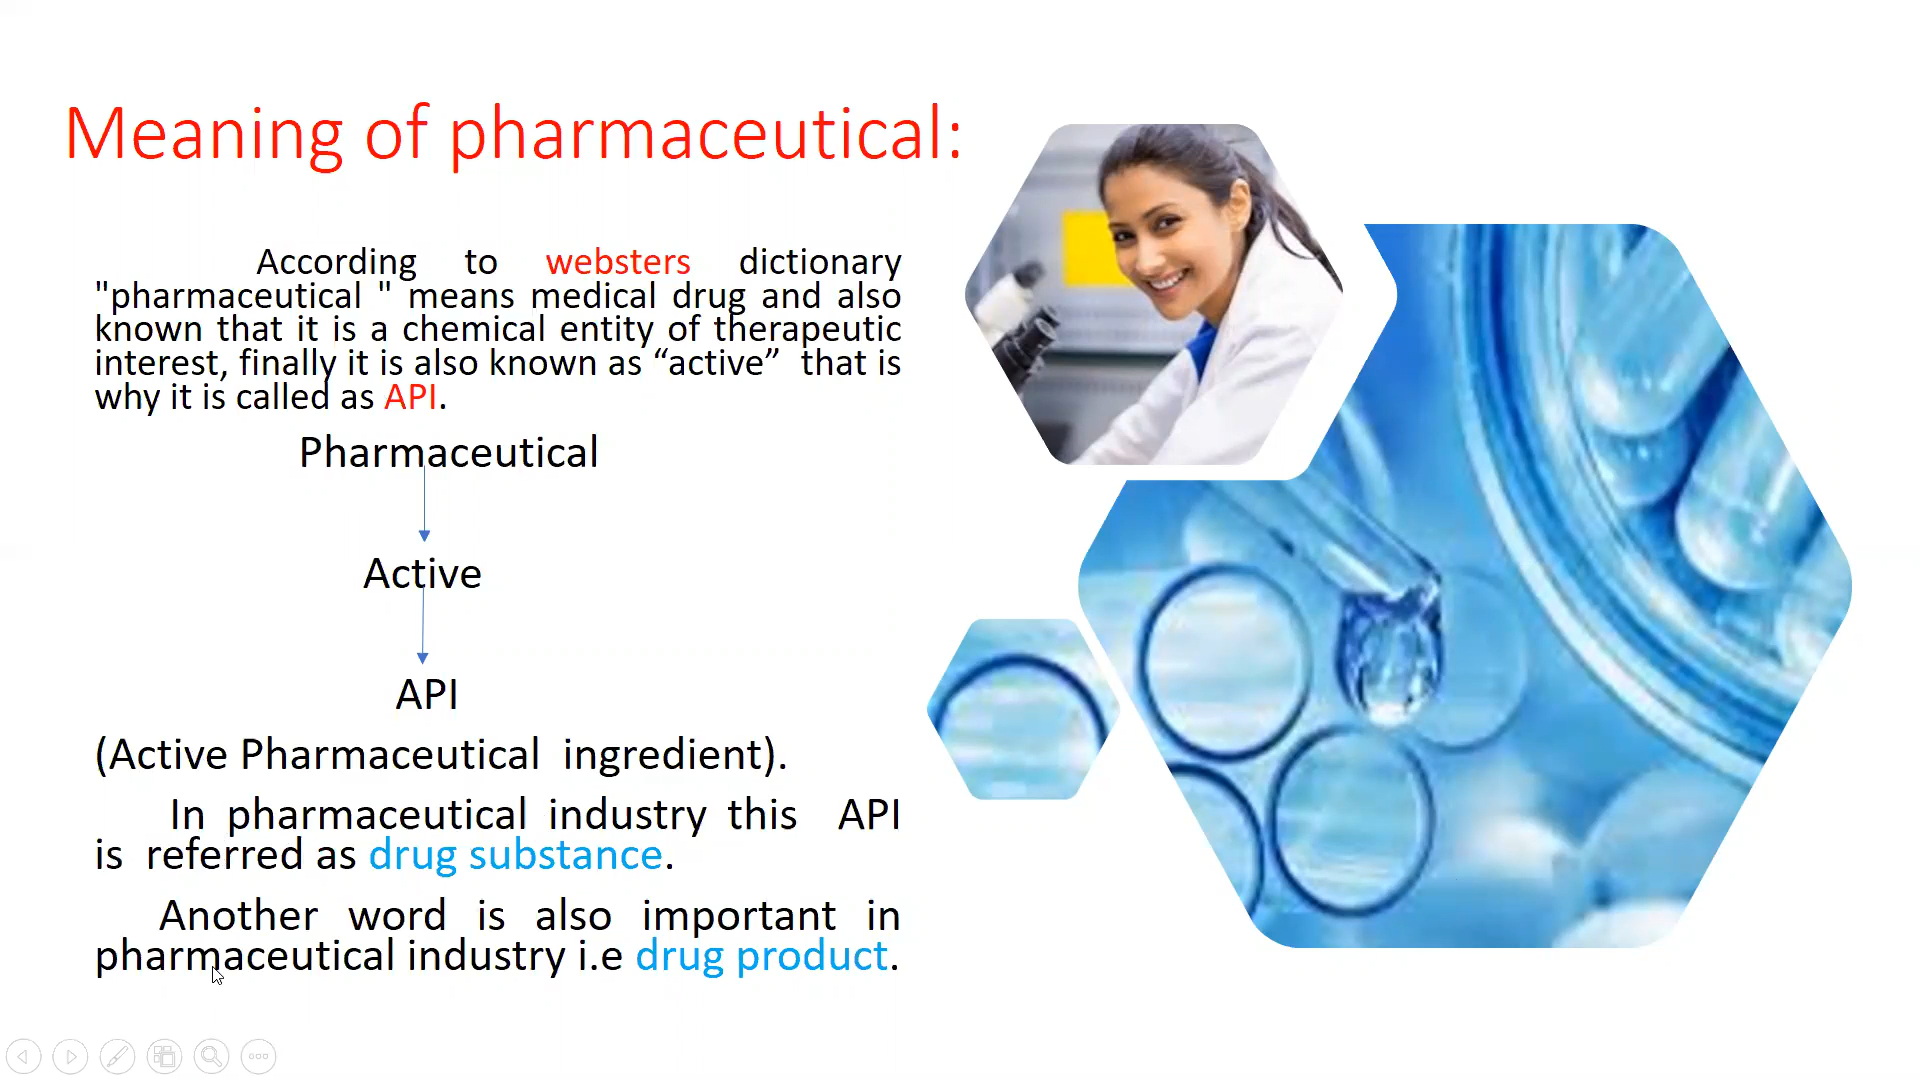 Meaning of pharmaceutical:
According to websters dictionary
"pharmaceutical " means medical drug and also
known that it is a chemical entity of therapeutic
interest, finally it is also known as “active” that is
why it is called as API.
Pharmaceutical
Active
API
(Active Pharmaceutical ingredient).
In pharmaceutical industry this API
is referred as drug substance.
Another word is also important in
pharmaceutical industry i.e drug product.